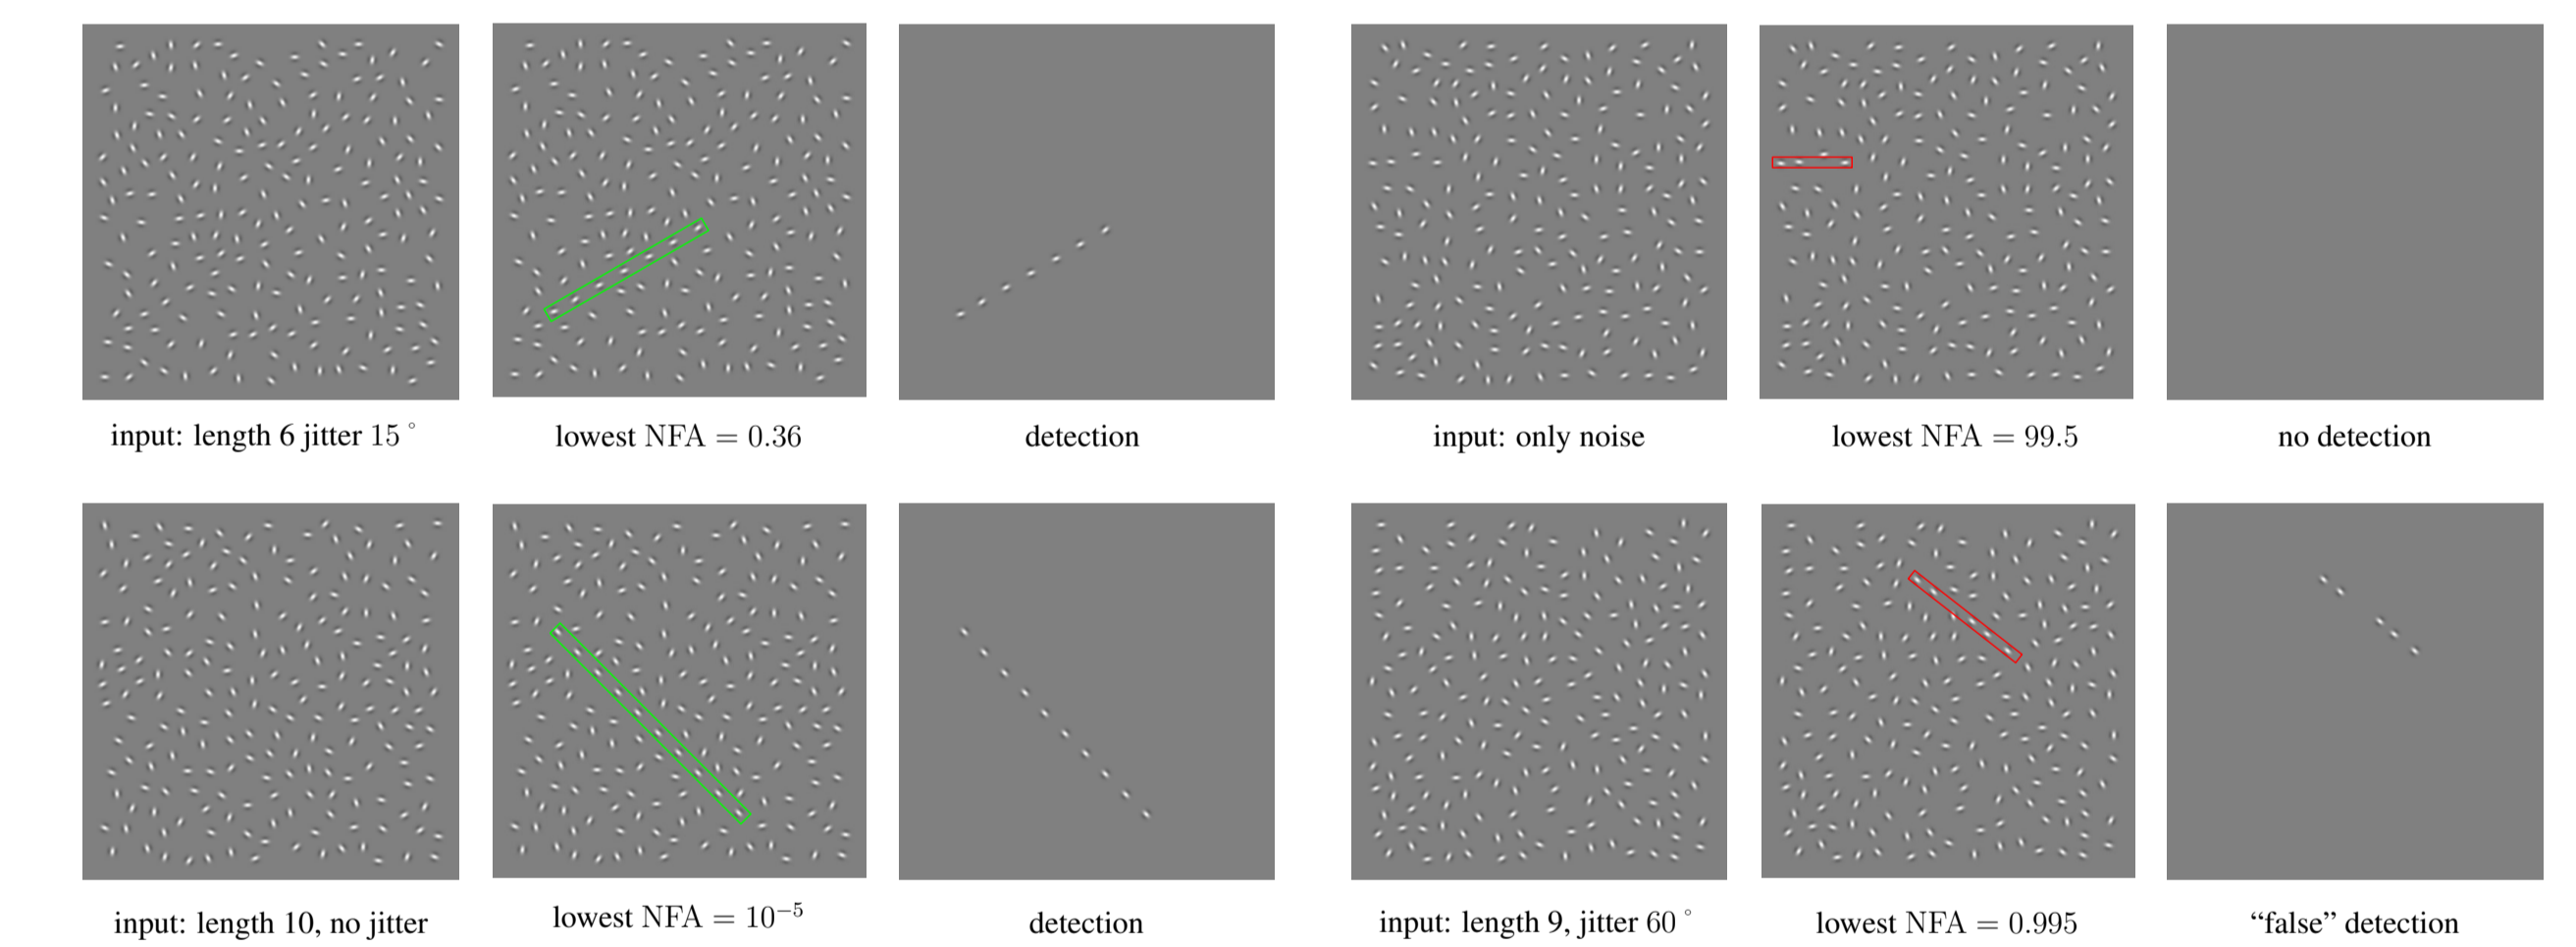 input: length 6 jitter 15 °
lowest NFA = 0.36
detection
input: only noise
lowest NFA = 99.5
no detection
input: length 10, no jitter
lowest NFA = 10⁻⁵
detection
input: length 9, jitter 60 °
lowest NFA = 0.995
“false” detection